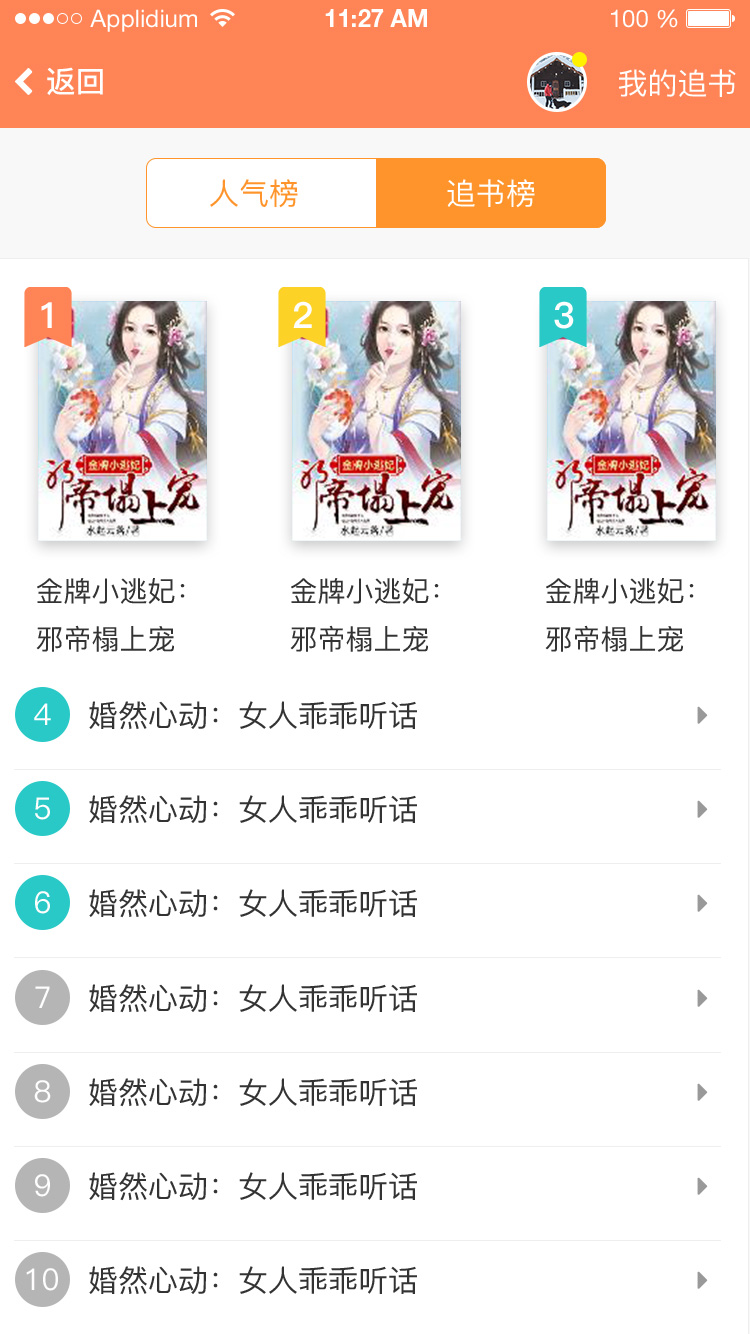 Applidium 11:27 AM 100 %
返回 我的追书
人气榜 追书榜
1 2 3
金牌小逃妃 金牌小逃妃 金牌小逃妃
邪帝榻上宠 邪帝榻上宠 邪帝榻上宠
水起云落/著 水起云落/著 水起云落/著
金牌小逃妃： 金牌小逃妃： 金牌小逃妃：
邪帝榻上宠 邪帝榻上宠 邪帝榻上宠
4 婚然心动：女人乖乖听话
5 婚然心动：女人乖乖听话
6 婚然心动：女人乖乖听话
7 婚然心动：女人乖乖听话
8 婚然心动：女人乖乖听话
9 婚然心动：女人乖乖听话
10 婚然心动：女人乖乖听话